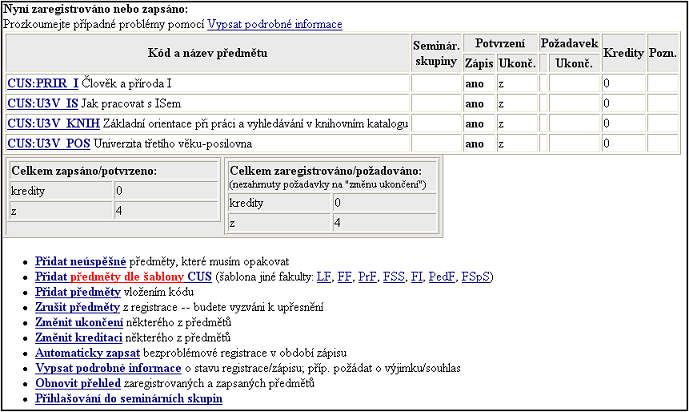 Nyní zaregistrováno nebo zapsáno:
Prozkoumejte případné problémy pomocí Vypsat podrobné informace
Kód a název předmětu Seminár. skupiny Potvrzení Požadavek Kredity Pozn.
Zápis Ukonč. Ukonč.
CUS:PRIR_I Člověk a příroda I ano z 0
CUS:U3V_IS Jak pracovat s ISem ano z 0
CUS:U3V_KNIH Základní orientace při práci a vyhledávání v knihovním katalogu ano z 0
CUS:U3V_POS Univerzita třetího věku-posilovna ano z 0
Celkem zapsáno/potvrzeno:
kredity 0
z 4
Celkem zaregistrováno/požadováno:
(nezahrnuty požadavky na "změnu ukončení")
kredity 0
z 4
Přidat neúspěšné předměty, které musím opakovat
Přidat předměty dle šablony CUS (šablona jiné fakulty: LF, FF, PrF, FSS, FI, PedF, FSpS)
Přidat předměty vložením kódu
Zrušit předměty z registrace -- budete vyzváni k upřesnění
Změnit ukončení některého z předmětů
Změnit kreditaci některého z předmětů
Automaticky zapsat bezproblémové registrace v období zápisu
Vypsat podrobné informace o stavu registrace/zápisu; příp. požádat o výjimku/souhlas
Obnovit přehled zaregistrovaných a zapsaných předmětů
Přihlašování do seminárních skupin